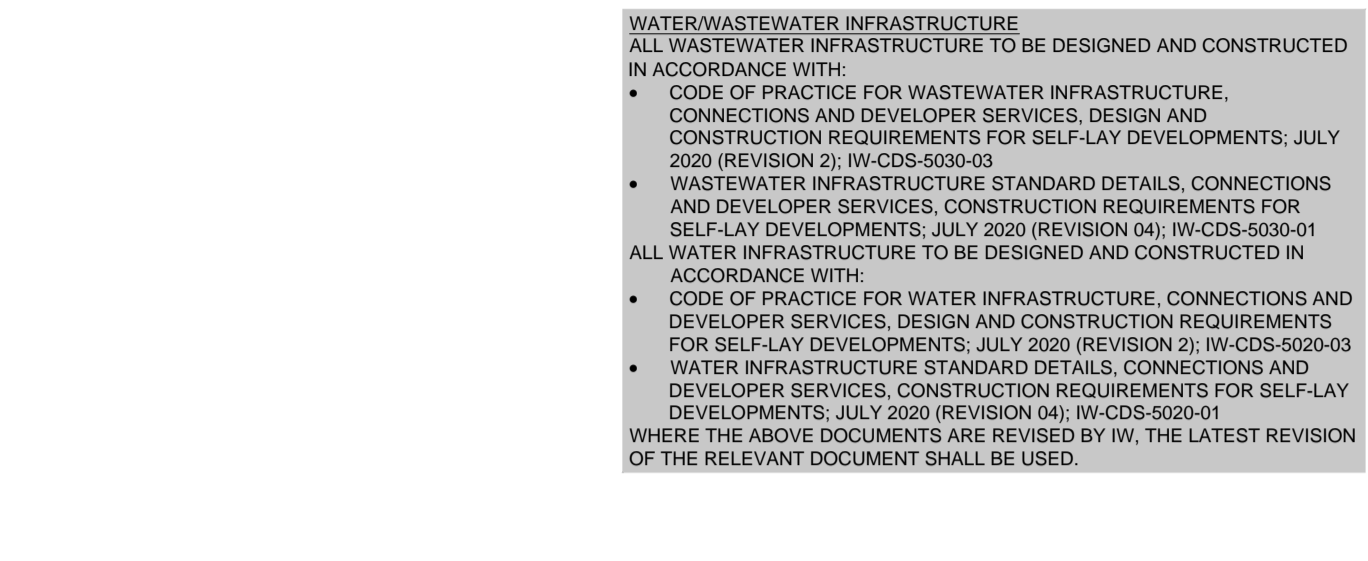 WATER/WASTEWATER INFRASTRUCTURE
ALL WASTEWATER INFRASTRUCTURE TO BE DESIGNED AND CONSTRUCTED
IN ACCORDANCE WITH:
• CODE OF PRACTICE FOR WASTEWATER INFRASTRUCTURE,
CONNECTIONS AND DEVELOPER SERVICES, DESIGN AND
CONSTRUCTION REQUIREMENTS FOR SELF-LAY DEVELOPMENTS; JULY
2020 (REVISION 2); IW-CDS-5030-03
• WASTEWATER INFRASTRUCTURE STANDARD DETAILS, CONNECTIONS
AND DEVELOPER SERVICES, CONSTRUCTION REQUIREMENTS FOR
SELF-LAY DEVELOPMENTS; JULY 2020 (REVISION 04); IW-CDS-5030-01
ALL WATER INFRASTRUCTURE TO BE DESIGNED AND CONSTRUCTED IN
ACCORDANCE WITH:
• CODE OF PRACTICE FOR WATER INFRASTRUCTURE, CONNECTIONS AND
DEVELOPER SERVICES, DESIGN AND CONSTRUCTION REQUIREMENTS
FOR SELF-LAY DEVELOPMENTS; JULY 2020 (REVISION 2); IW-CDS-5020-03
• WATER INFRASTRUCTURE STANDARD DETAILS, CONNECTIONS AND
DEVELOPER SERVICES, CONSTRUCTION REQUIREMENTS FOR SELF-LAY
DEVELOPMENTS; JULY 2020 (REVISION 04); IW-CDS-5020-01
WHERE THE ABOVE DOCUMENTS ARE REVISED BY IW, THE LATEST REVISION
OF THE RELEVANT DOCUMENT SHALL BE USED.